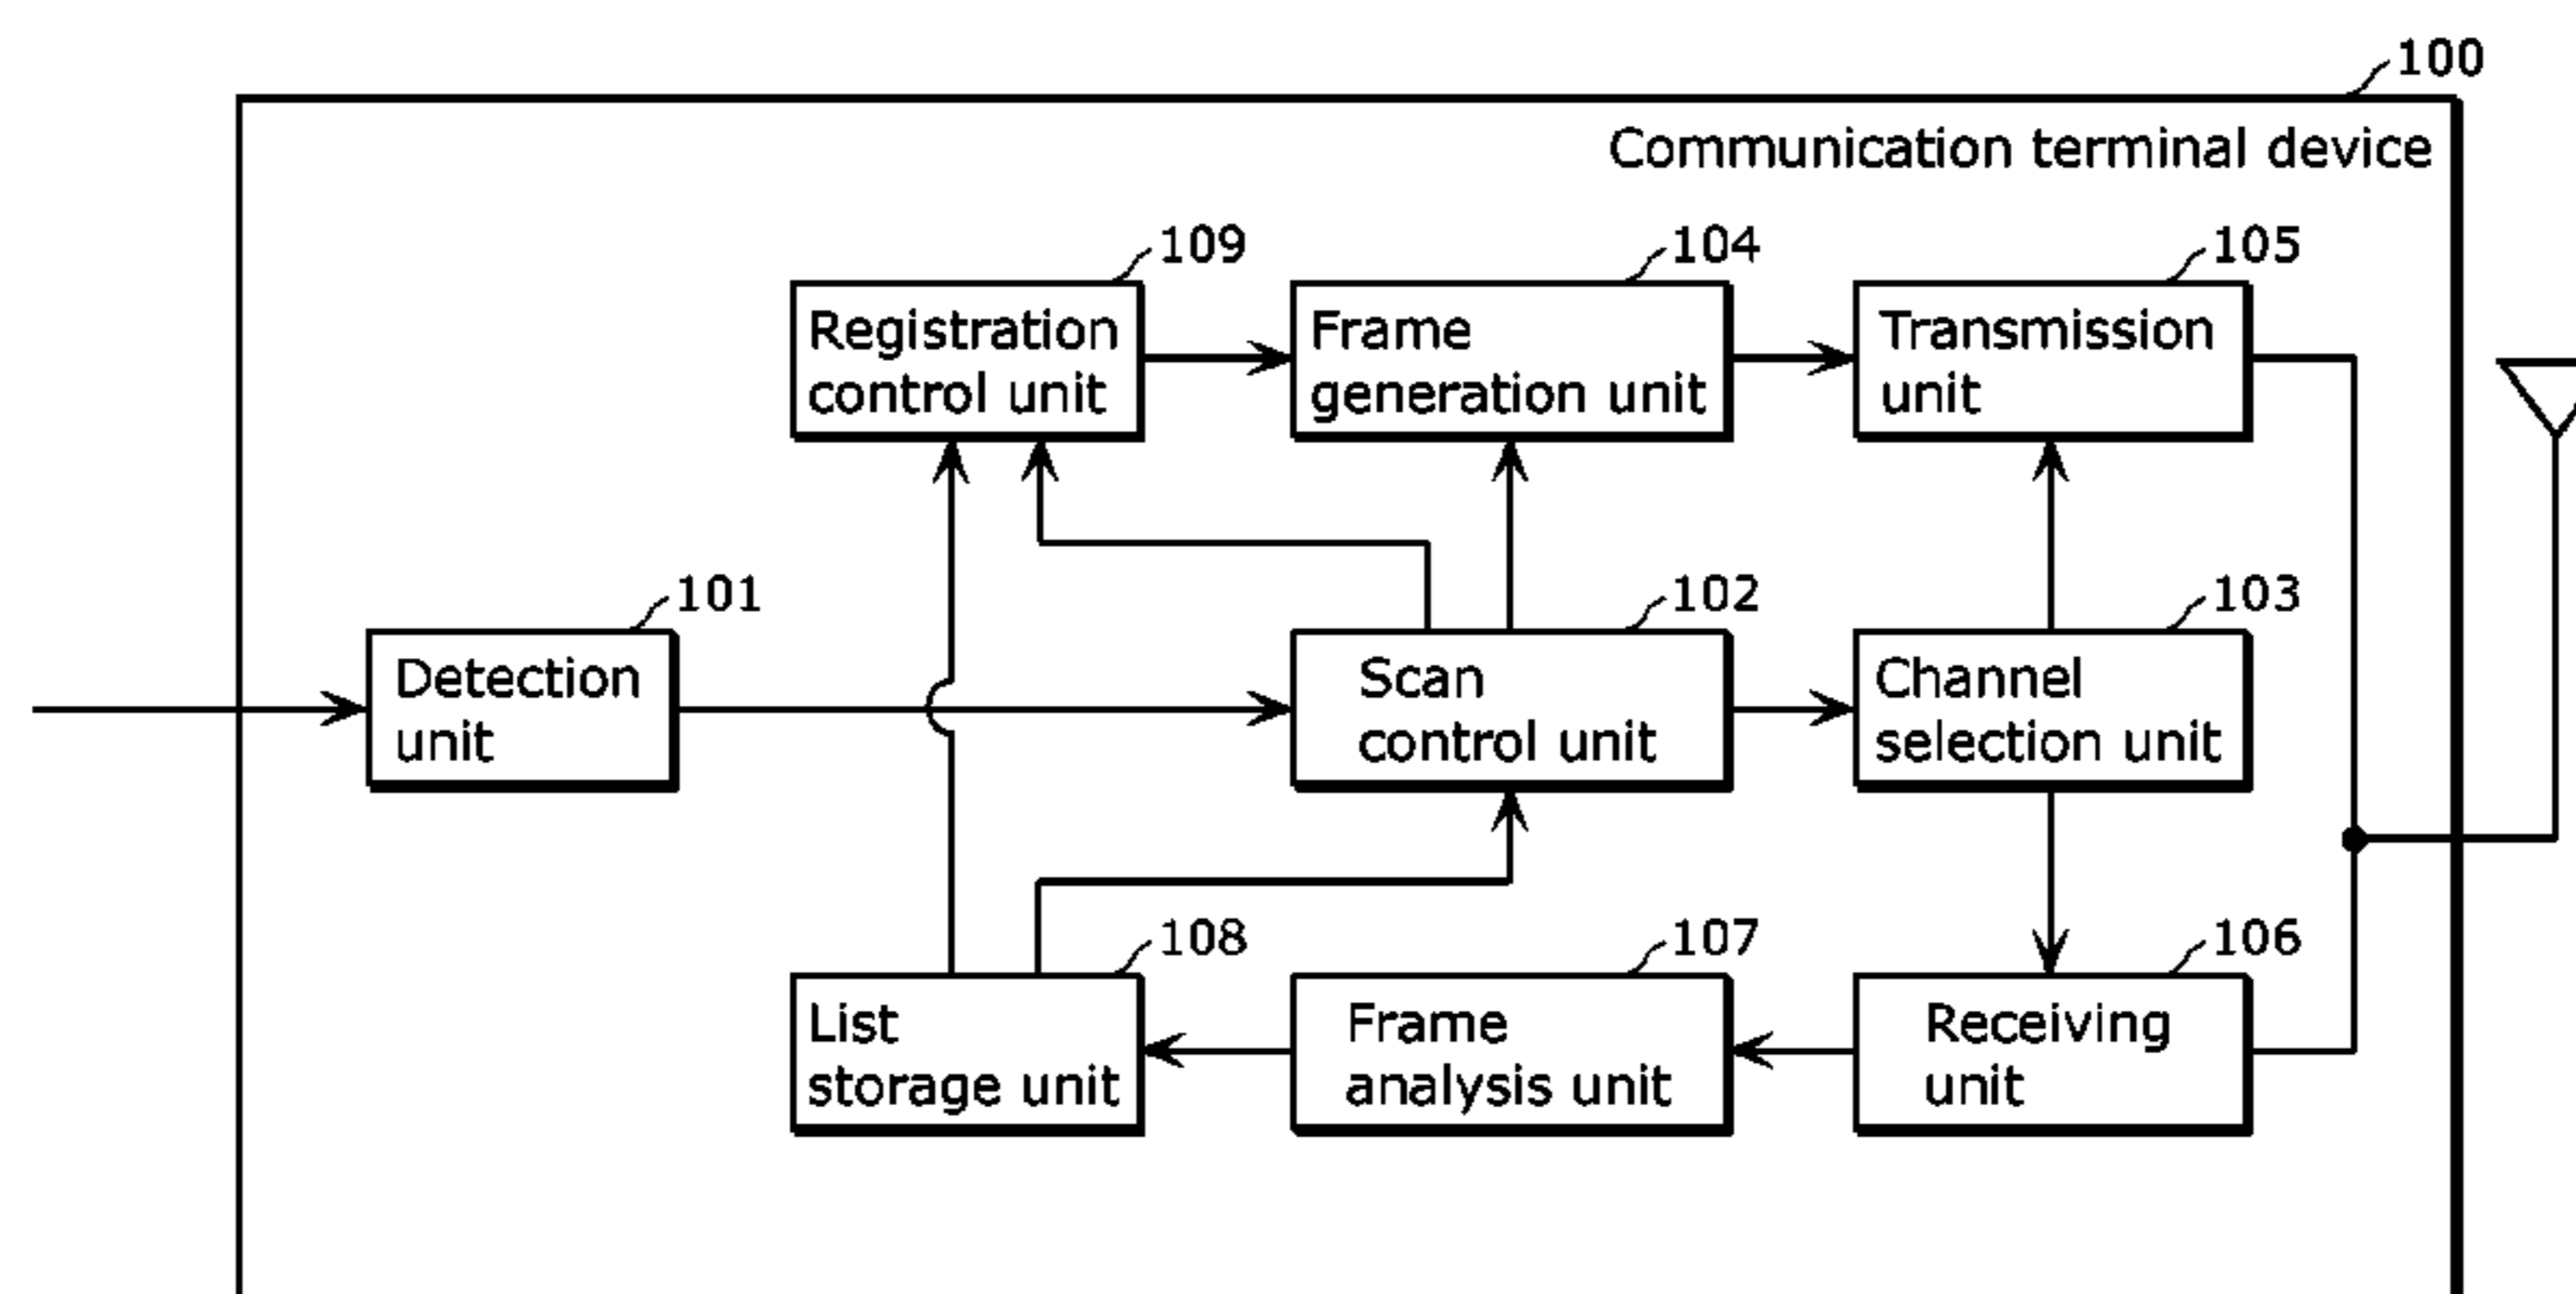 100
Communication terminal device
109
104
105
Registration
control unit
Frame
generation unit
Transmission
unit
101
102
103
Detection
unit
Scan
control unit
Channel
selection unit
108
107
106
List
storage unit
Frame
analysis unit
Receiving
unit